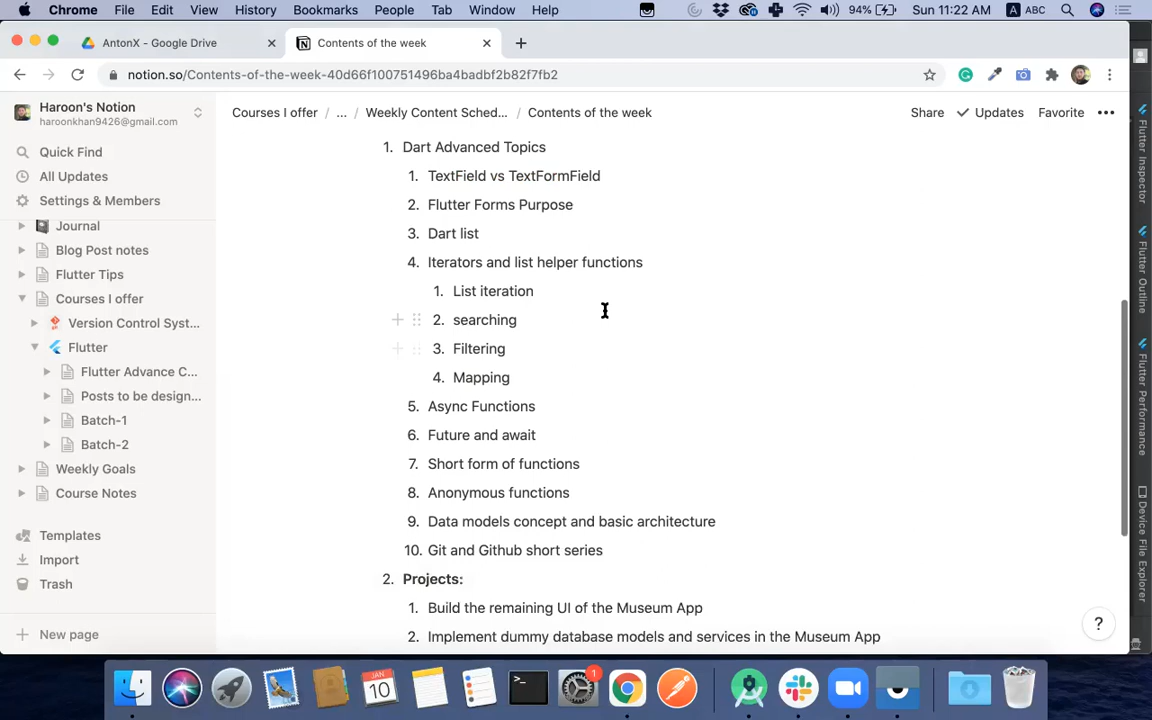 Chrome File Edit View History Bookmarks People Tab Window Help 94% Sun 11:22 AM A ABC
AntonX - Google Drive Contents of the week
notion.so/Contents-of-the-week-40d66f100751496ba4badbf2b82f7fb2
Haroon's Notion
haroonkhan9426@gmail.com
Courses I offer / ... / Weekly Content Sched... / Contents of the week Share Updates Favorite
Quick Find
All Updates
Settings & Members
Journal
Blog Post notes
Flutter Tips
Courses I offer
Version Control Syst...
Flutter
Flutter Advance C...
Posts to be design...
Batch-1
Batch-2
Weekly Goals
Course Notes
Templates
Import
Trash
New page
1. Dart Advanced Topics
1. TextField vs TextFormField
2. Flutter Forms Purpose
3. Dart list
4. Iterators and list helper functions
1. List iteration
2. searching
3. Filtering
4. Mapping
5. Async Functions
6. Future and await
7. Short form of functions
8. Anonymous functions
9. Data models concept and basic architecture
10. Git and Github short series
2. Projects:
1. Build the remaining UI of the Museum App
2. Implement dummy database models and services in the Museum App
?
Flutter Inspector
Flutter Outline
Flutter Performance
Device File Explorer
JAN
10
1